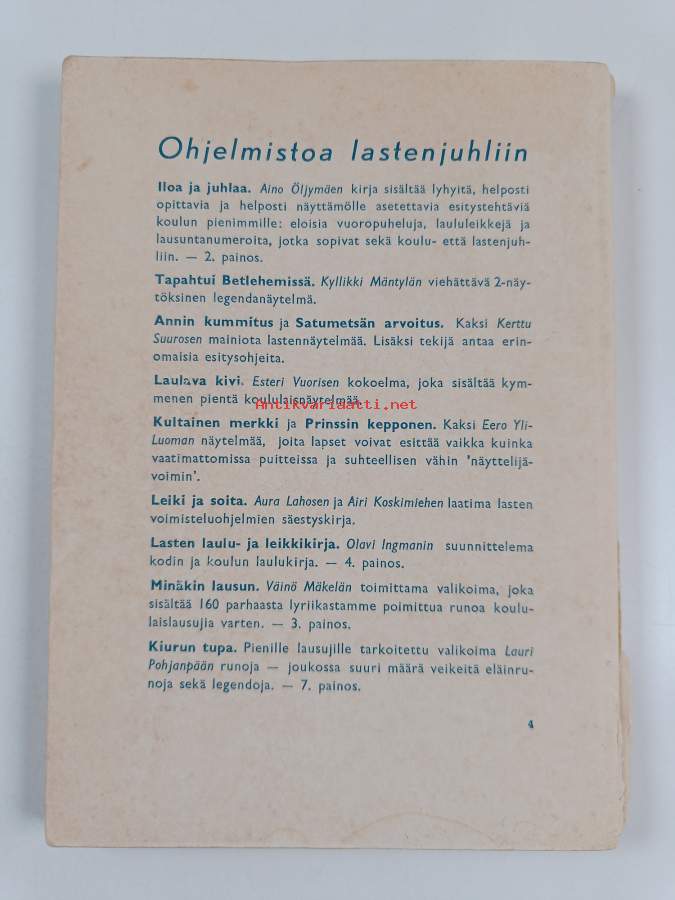 Ohjelmistoa lastenjuhliin
Iloa ja juhlaa. Aino Öljymäen kirja sisältää lyhyitä, helposti
opittavia ja helposti näyttämölle asetettavia esitystehtäviä
koulun pienimmille: eloisia vuoropuheluja, laululeikkejä ja
lausuntanumeroita, jotka sopivat sekä koulu- että lastenjuh-
liin. — 2. painos.
Tapahtui Betlehemissä. Kyllikki Mäntylän viehättävä 2-näy-
töksinen legendanäytelmä.
Annin kummitus ja Satumetsän arvoitus. Kaksi Kerttu
Suurosen mainiota lastennäytelmää. Lisäksi tekijä antaa erin-
omaisia esitysohjeita.
Laulava kivi. Esteri Vuorisen kokoelma, joka sisältää kym-
menen pientä koululaisnäytelmää.
Antikvariaatti.net
Kultainen merkki ja Prinssin kepponen. Kaksi Eero Yli-
Luoman näytelmää, joita lapset voivat esittää vaikka kuinka
vaatimattomissa puitteissa ja suhteellisen vähin 'näyttelijä-
voimin'.
Leiki ja soita. Aura Lahosen ja Airi Koskimiehen laatima lasten
voimisteluohjelmien säestyskirja.
Lasten laulu- ja leikkikirja. Olavi Ingmanin suunnittelema
kodin ja koulun laulukirja. — 4. painos.
Minäkin lausun. Väinö Mäkelän toimittama valikoima, joka
sisältää 160 parhaasta lyriikastamme poimittua runoa koulu-
laislausujia varten. — 3. painos.
Kiurun tupa. Pienille lausujille tarkoitettu valikoima Lauri
Pohjanpään runoja — joukossa suuri määrä veikeitä eläinru-
noja sekä legendoja. — 7. painos.
4